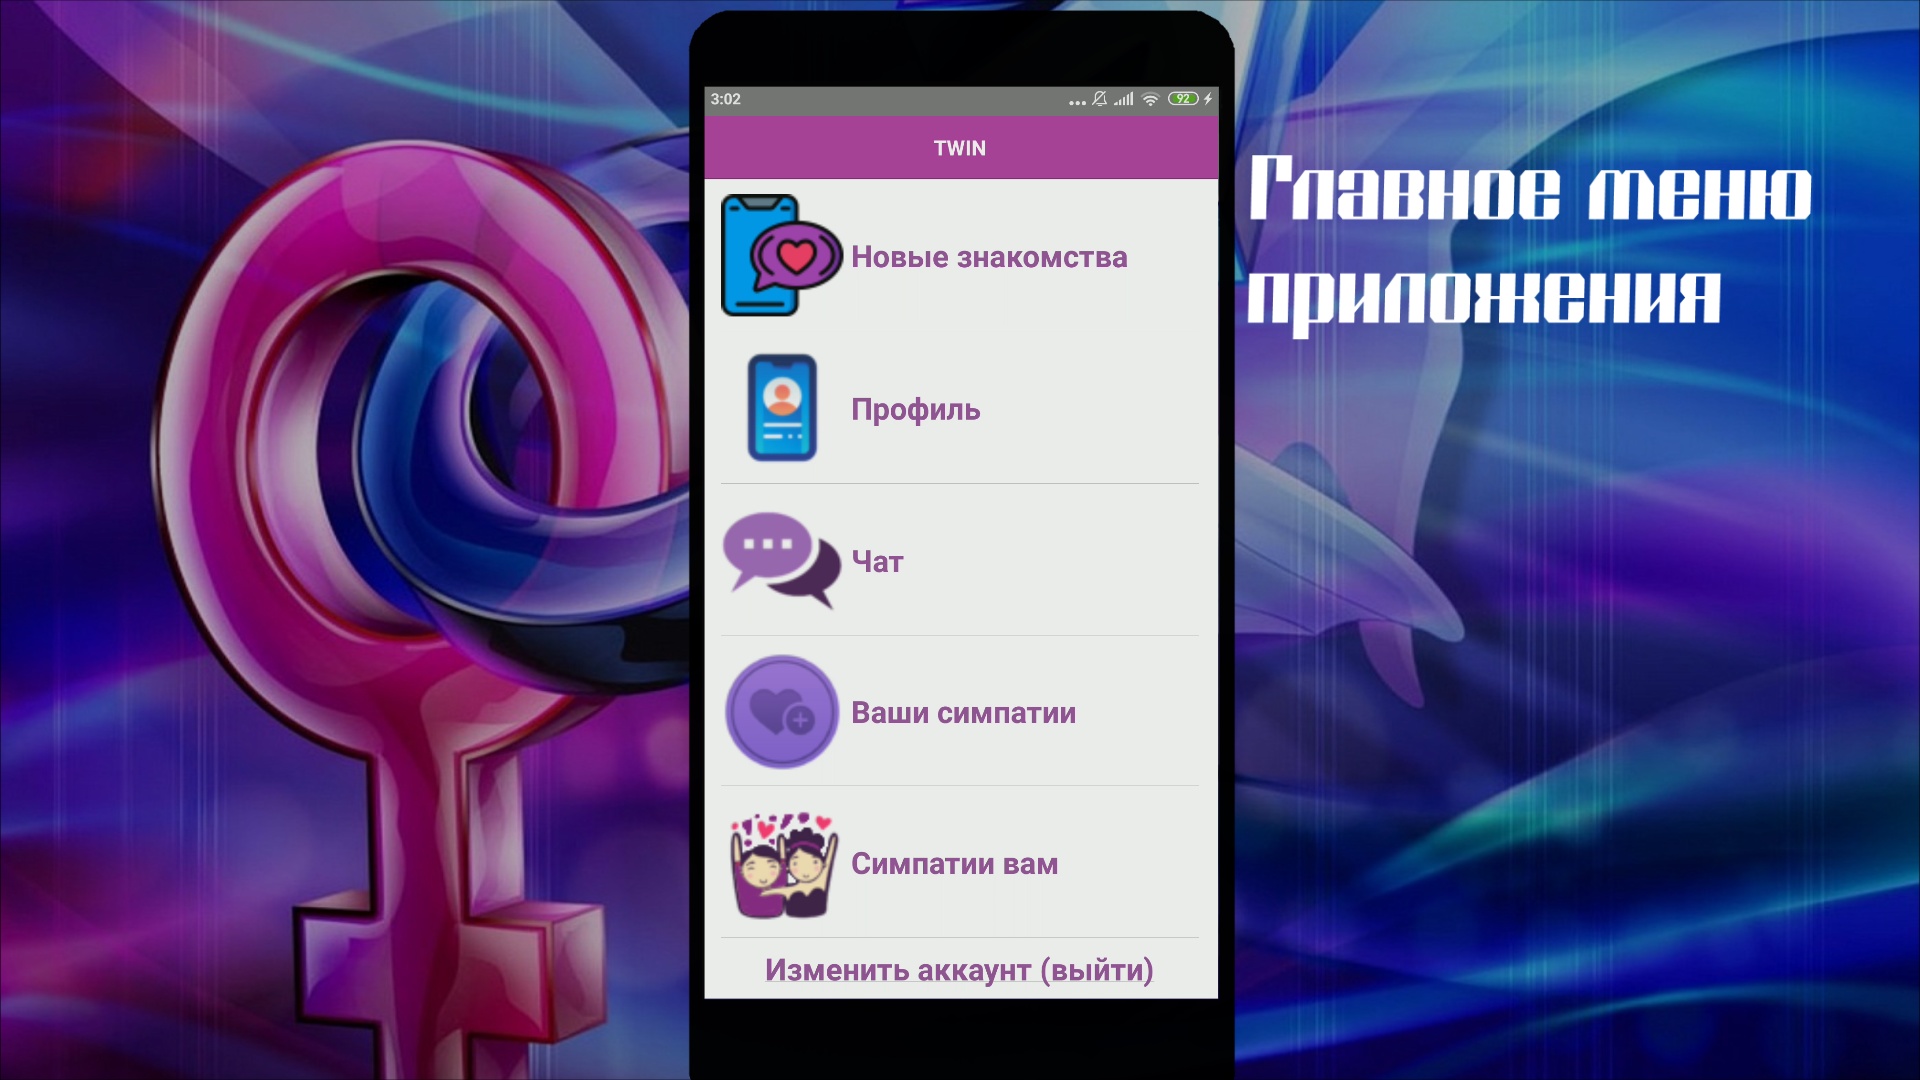 3:02
92
TWIN
Новые знакомства
Профиль
Чат
Ваши симпатии
Симпатии вам
Изменить аккаунт (выйти)
Главное меню
приложения